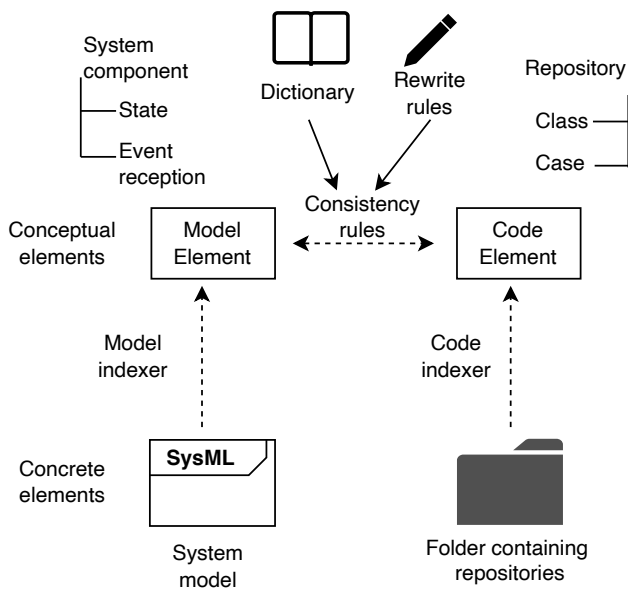 System
component
State
Event
reception
Dictionary
Rewrite
rules
Repository
Class
Case
Conceptual
elements
Model
Element
Consistency
rules
Code
Element
Model
indexer
Code
indexer
Concrete
elements
SysML
System
model
Folder containing
repositories